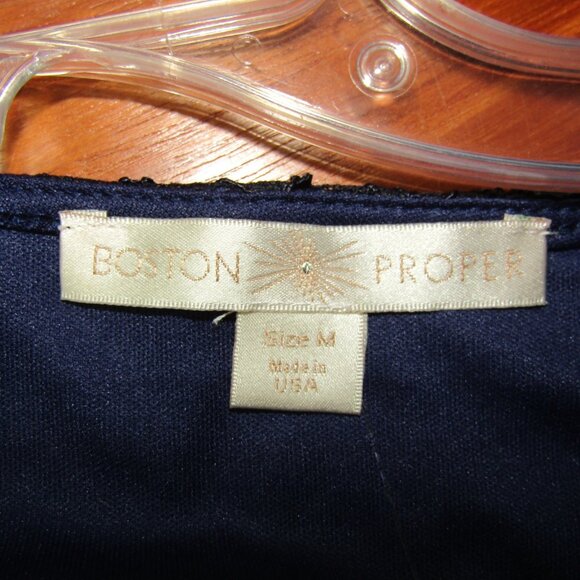 BOSTON PROPER
Size M
Made in
USA